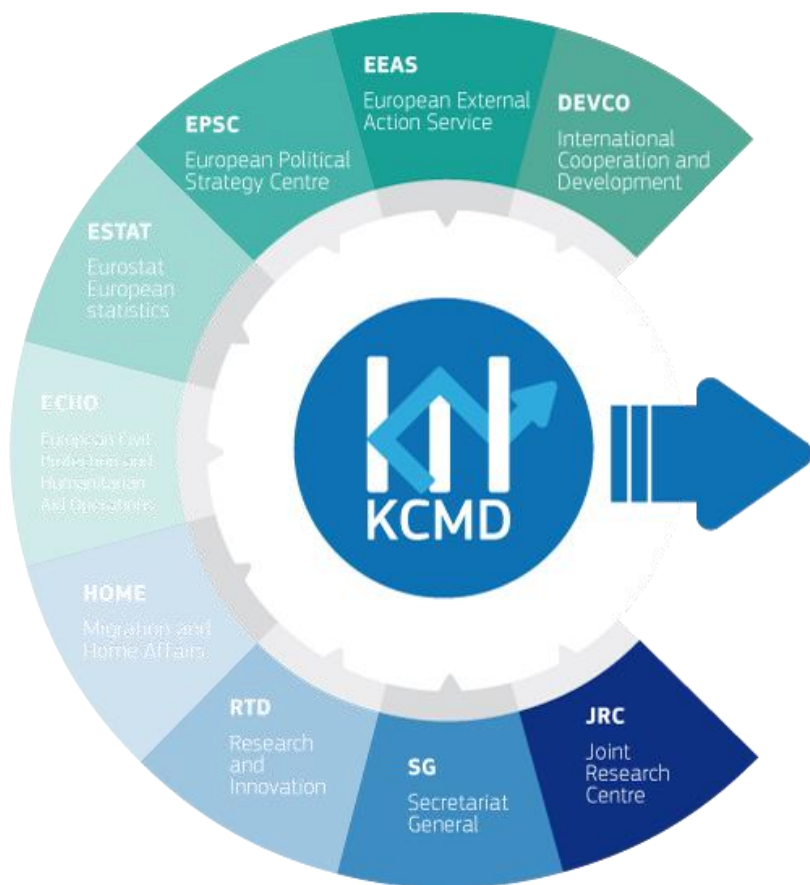 EEAS
European External
Action Service
DEVCO
International
Cooperation and
Development
EPSC
European Political
Strategy Centre
ESTAT
Eurostat
European
statistics
ECHO
European Civil
Protection and
Humanitarian
Aid Operations
HOME
Migration and
Home Affairs
RTD
Research
and
Innovation
SG
Secretariat
General
JRC
Joint
Research
Centre
KCMD